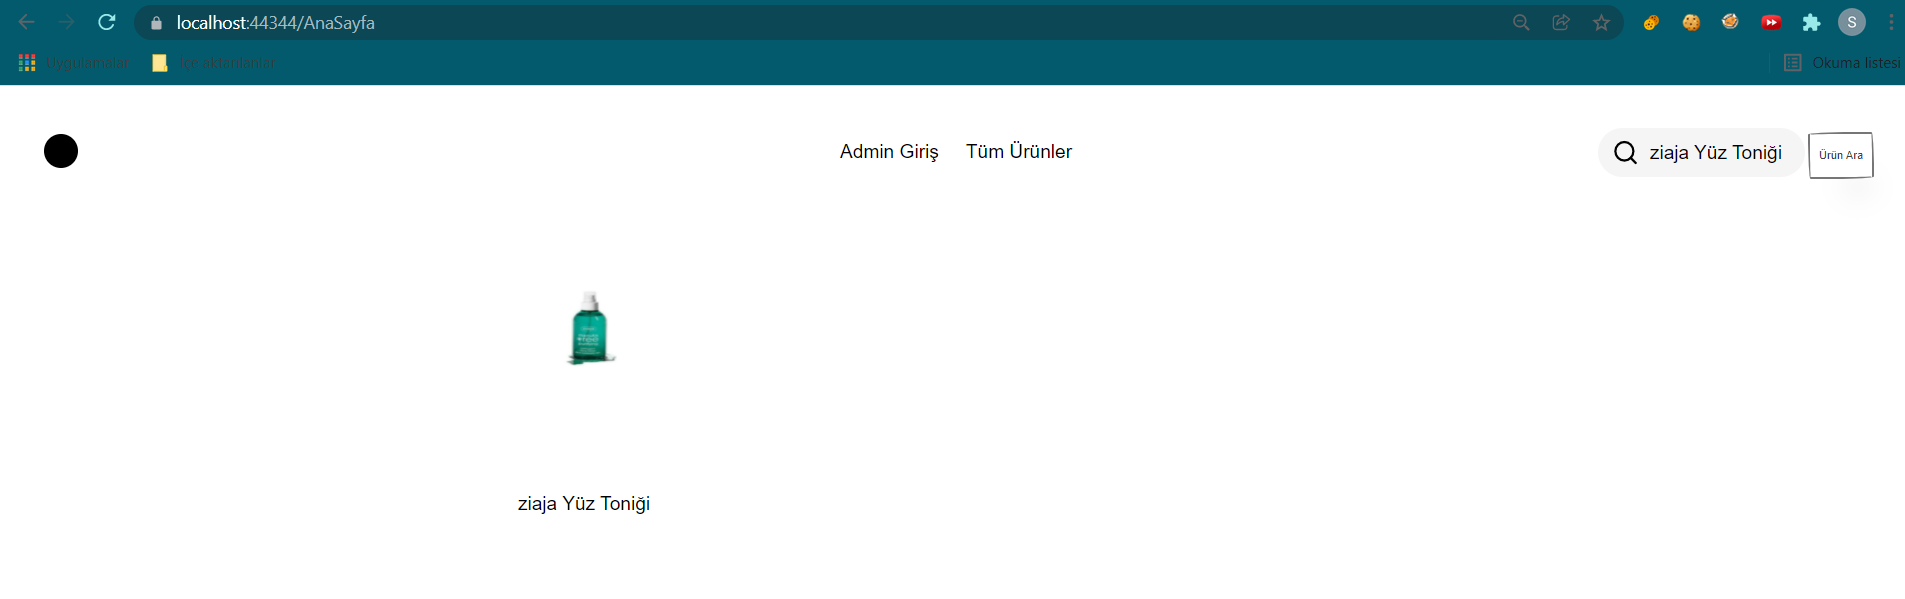 localhost:44344/AnaSayfa
S
Uygulamalar
İçe aktarılanlar
Okuma listesi
Admin Giriş
Tüm Ürünler
ziaja Yüz Toniği
Ürün Ara
ziaja Yüz Toniği